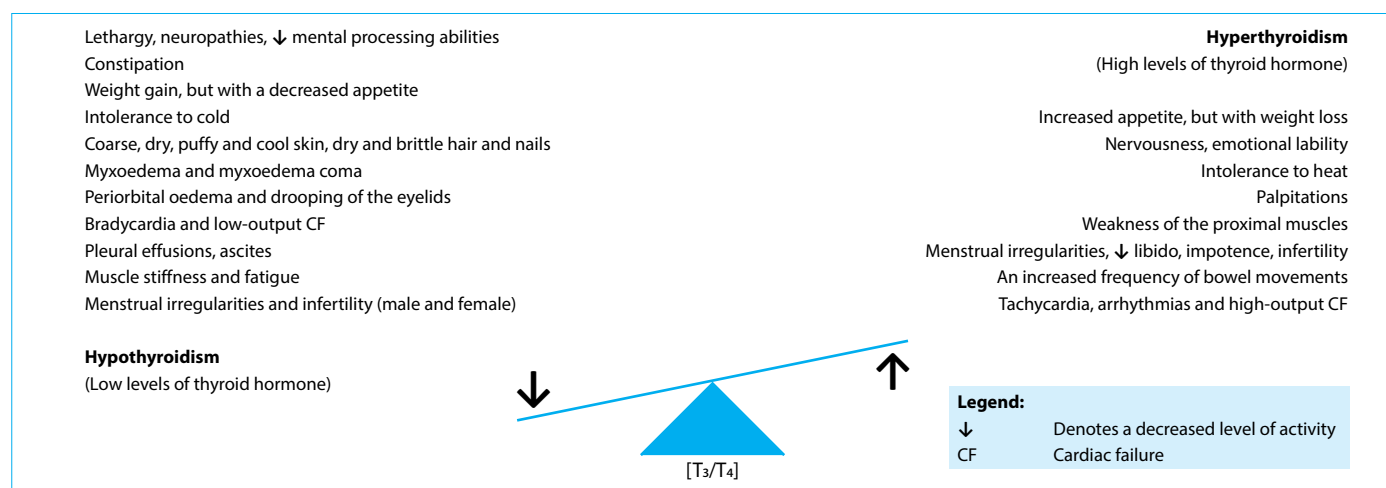 Lethargy, neuropathies, ↓ mental processing abilities
Constipation
Weight gain, but with a decreased appetite
Intolerance to cold
Coarse, dry, puffy and cool skin, dry and brittle hair and nails
Myxoedema and myxoedema coma
Periorbital oedema and drooping of the eyelids
Bradycardia and low-output CF
Pleural effusions, ascites
Muscle stiffness and fatigue
Menstrual irregularities and infertility (male and female)
Hypothyroidism
(Low levels of thyroid hormone)
Hyperthyroidism
(High levels of thyroid hormone)
Increased appetite, but with weight loss
Nervousness, emotional lability
Intolerance to heat
Palpitations
Weakness of the proximal muscles
Menstrual irregularities, ↓ libido, impotence, infertility
An increased frequency of bowel movements
Tachycardia, arrhythmias and high-output CF
[T₃/T₄]
Legend:
↓ Denotes a decreased level of activity
CF Cardiac failure